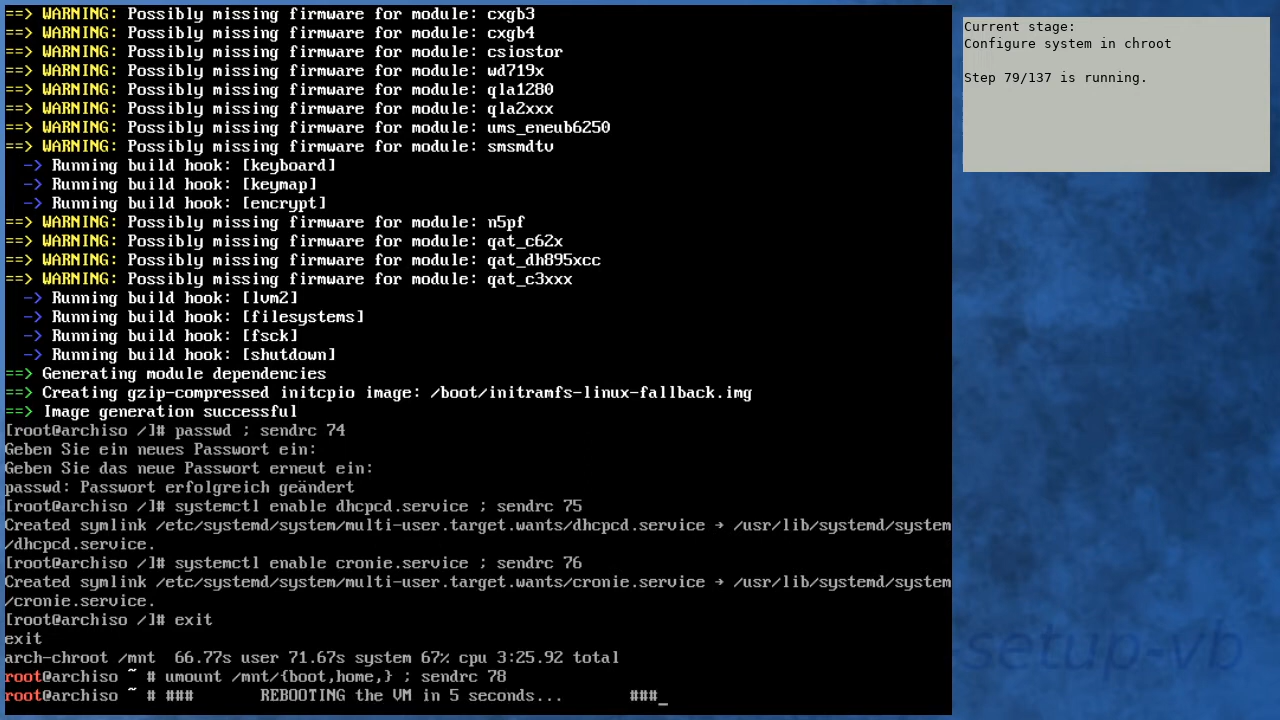 ==> WARNING: Possibly missing firmware for module: cxgb3
==> WARNING: Possibly missing firmware for module: cxgb4
==> WARNING: Possibly missing firmware for module: csiostor
==> WARNING: Possibly missing firmware for module: wd719x
==> WARNING: Possibly missing firmware for module: qla1280
==> WARNING: Possibly missing firmware for module: qla2xxx
==> WARNING: Possibly missing firmware for module: ums_eneub6250
==> WARNING: Possibly missing firmware for module: smsmdtv
  -> Running build hook: [keyboard]
  -> Running build hook: [keymap]
  -> Running build hook: [encrypt]
==> WARNING: Possibly missing firmware for module: n5pf
==> WARNING: Possibly missing firmware for module: qat_c62x
==> WARNING: Possibly missing firmware for module: qat_dh895xcc
==> WARNING: Possibly missing firmware for module: qat_c3xxx
  -> Running build hook: [lvm2]
  -> Running build hook: [filesystems]
  -> Running build hook: [fsck]
  -> Running build hook: [shutdown]
==> Generating module dependencies
==> Creating gzip-compressed initcpio image: /boot/initramfs-linux-fallback.img
==> Image generation successful
[root@archiso /]# passwd ; sendrc 74
Geben Sie ein neues Passwort ein:
Geben Sie das neue Passwort erneut ein:
passwd: Passwort erfolgreich geändert
[root@archiso /]# systemctl enable dhcpcd.service ; sendrc 75
Created symlink /etc/systemd/system/multi-user.target.wants/dhcpcd.service → /usr/lib/systemd/system
/dhcpcd.service.
[root@archiso /]# systemctl enable cronie.service ; sendrc 76
Created symlink /etc/systemd/system/multi-user.target.wants/cronie.service → /usr/lib/systemd/system
/cronie.service.
[root@archiso /]# exit
exit
arch-chroot /mnt  66.77s user 71.67s system 67% cpu 3:25.92 total
root@archiso ~ # umount /mnt/{boot,home,} ; sendrc 78
root@archiso ~ # ###       REBOOTING the VM in 5 seconds...       ###_
Current stage:
Configure system in chroot
Step 79/137 is running.
setup-vb